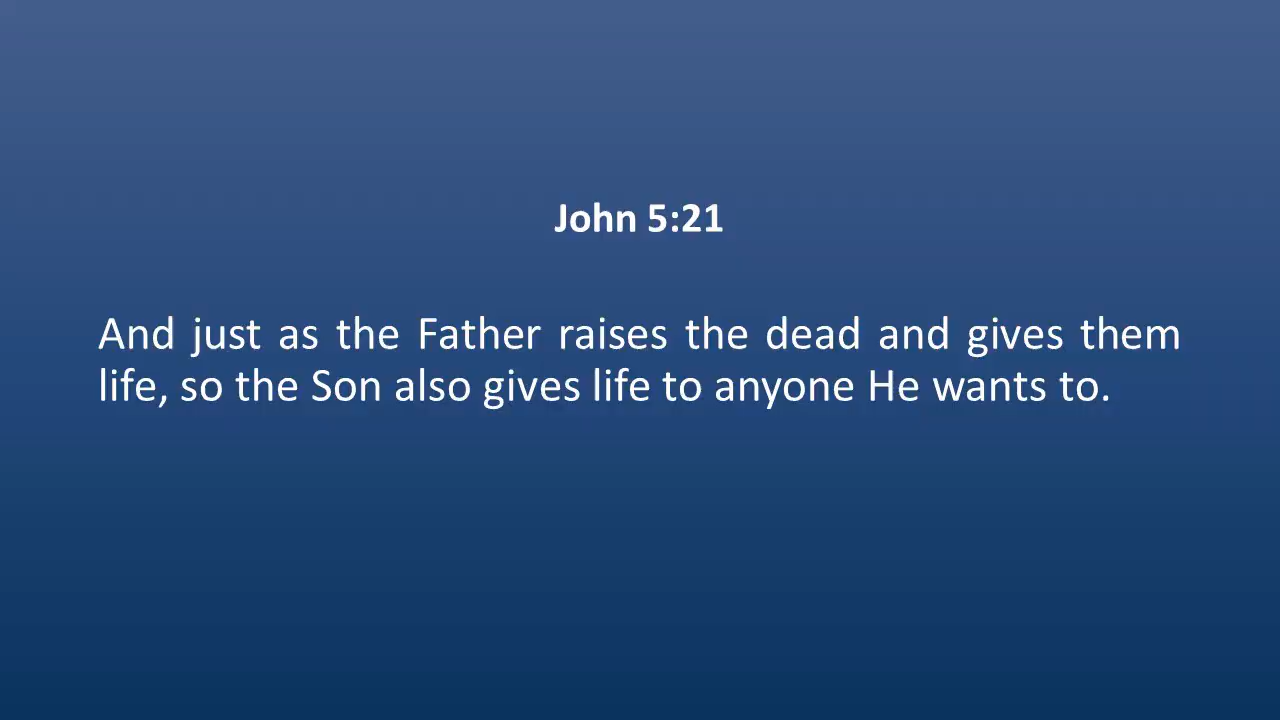 John 5:21
And just as the Father raises the dead and gives them
life, so the Son also gives life to anyone He wants to.